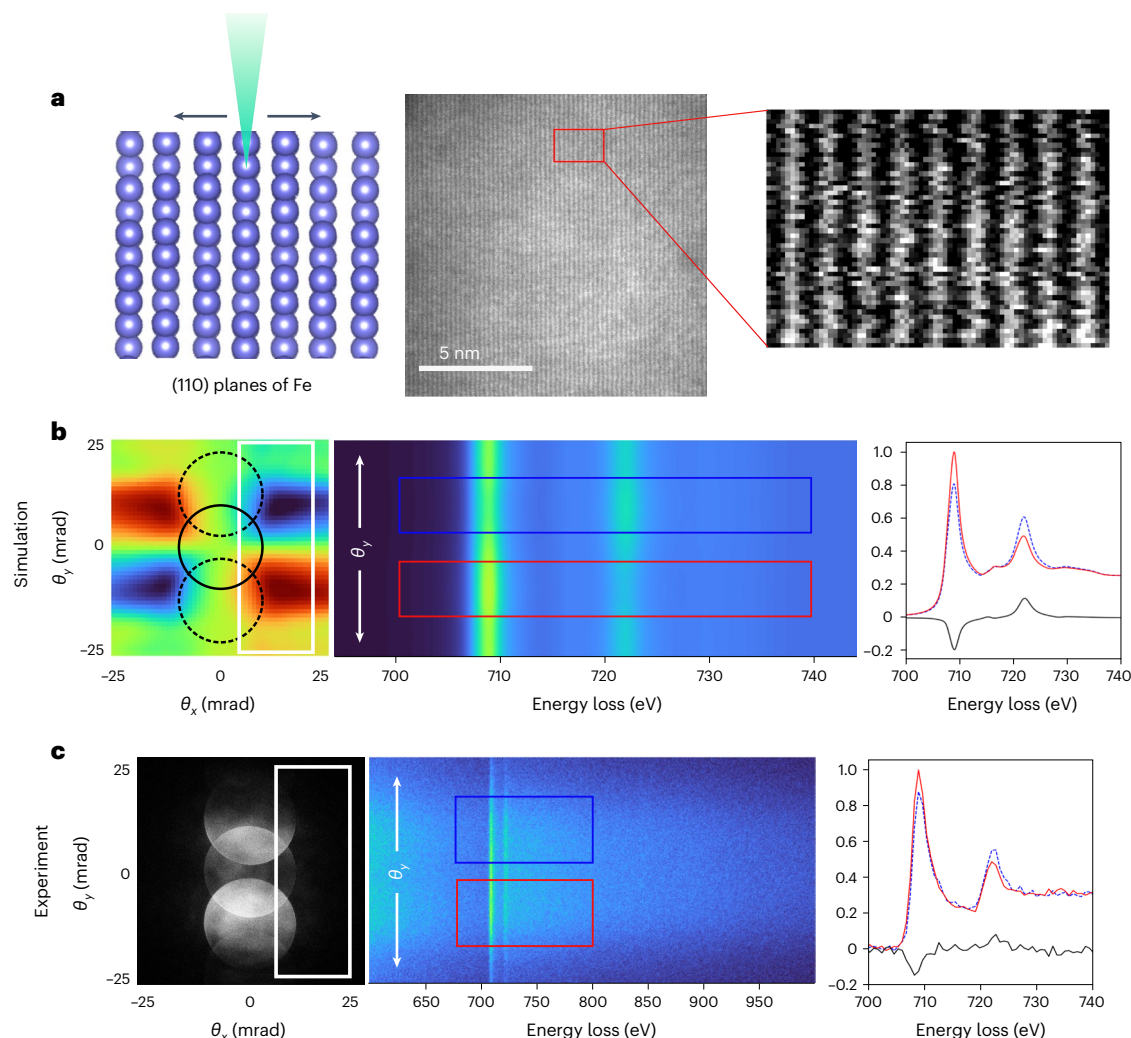 a
(110) planes of Fe
5 nm
b
Simulation
θy (mrad)
25
0
−25
−25
0
25
θx (mrad)
θy
700
710
720
730
740
Energy loss (eV)
1.0
0.8
0.6
0.4
0.2
0
−0.2
700
710
720
730
740
Energy loss (eV)
c
Experiment
θy (mrad)
25
0
−25
−25
0
25
θx (mrad)
θy
650
700
750
800
850
900
950
Energy loss (eV)
1.0
0.8
0.6
0.4
0.2
0
−0.2
700
710
720
730
740
Energy loss (eV)